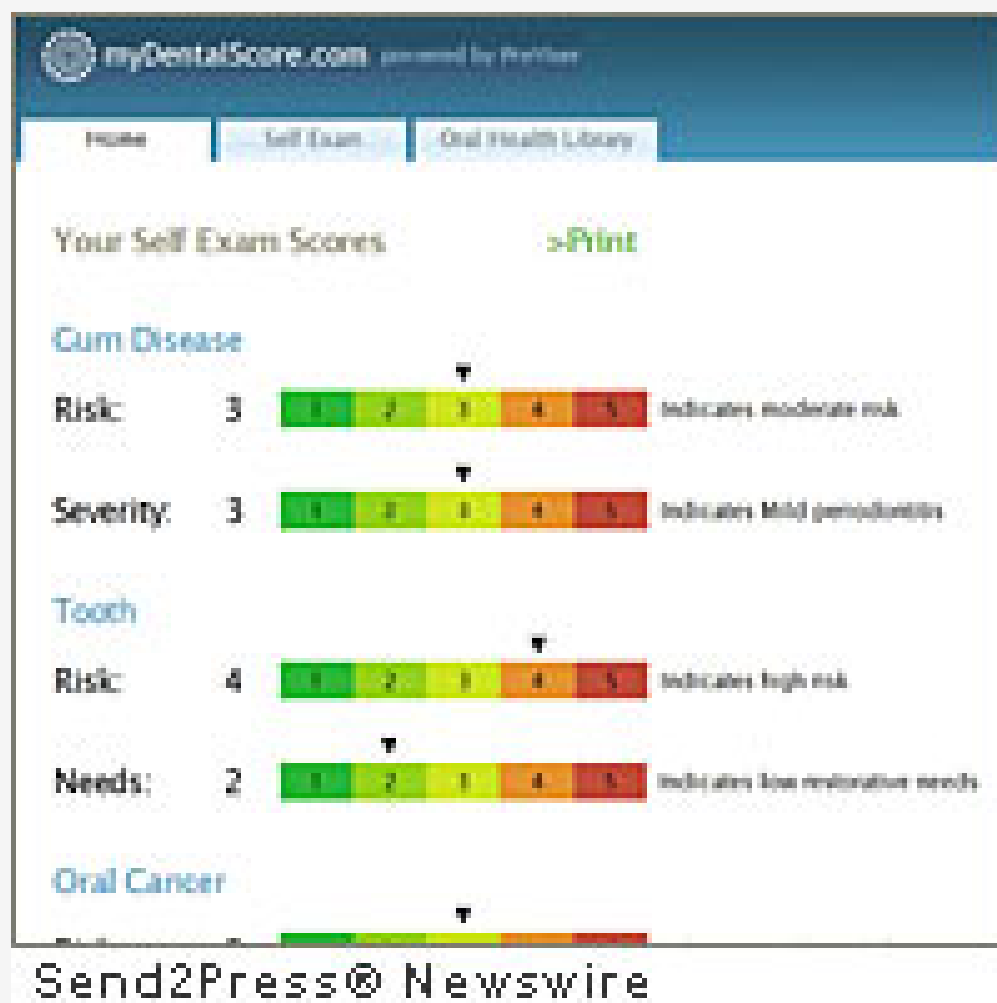 myDentalScore.com powered by PreViser
Home Self Exam Oral Health Library
Your Self Exam Scores >Print
Gum Disease
Risk: 3 1 2 3 4 5 Indicates moderate risk
Severity: 3 1 2 3 4 5 Indicates Mild periodontitis
Tooth
Risk: 4 1 2 3 4 5 Indicates high risk
Needs: 2 1 2 3 4 5 Indicates low restorative needs
Oral Cancer
Send2Press® Newswire